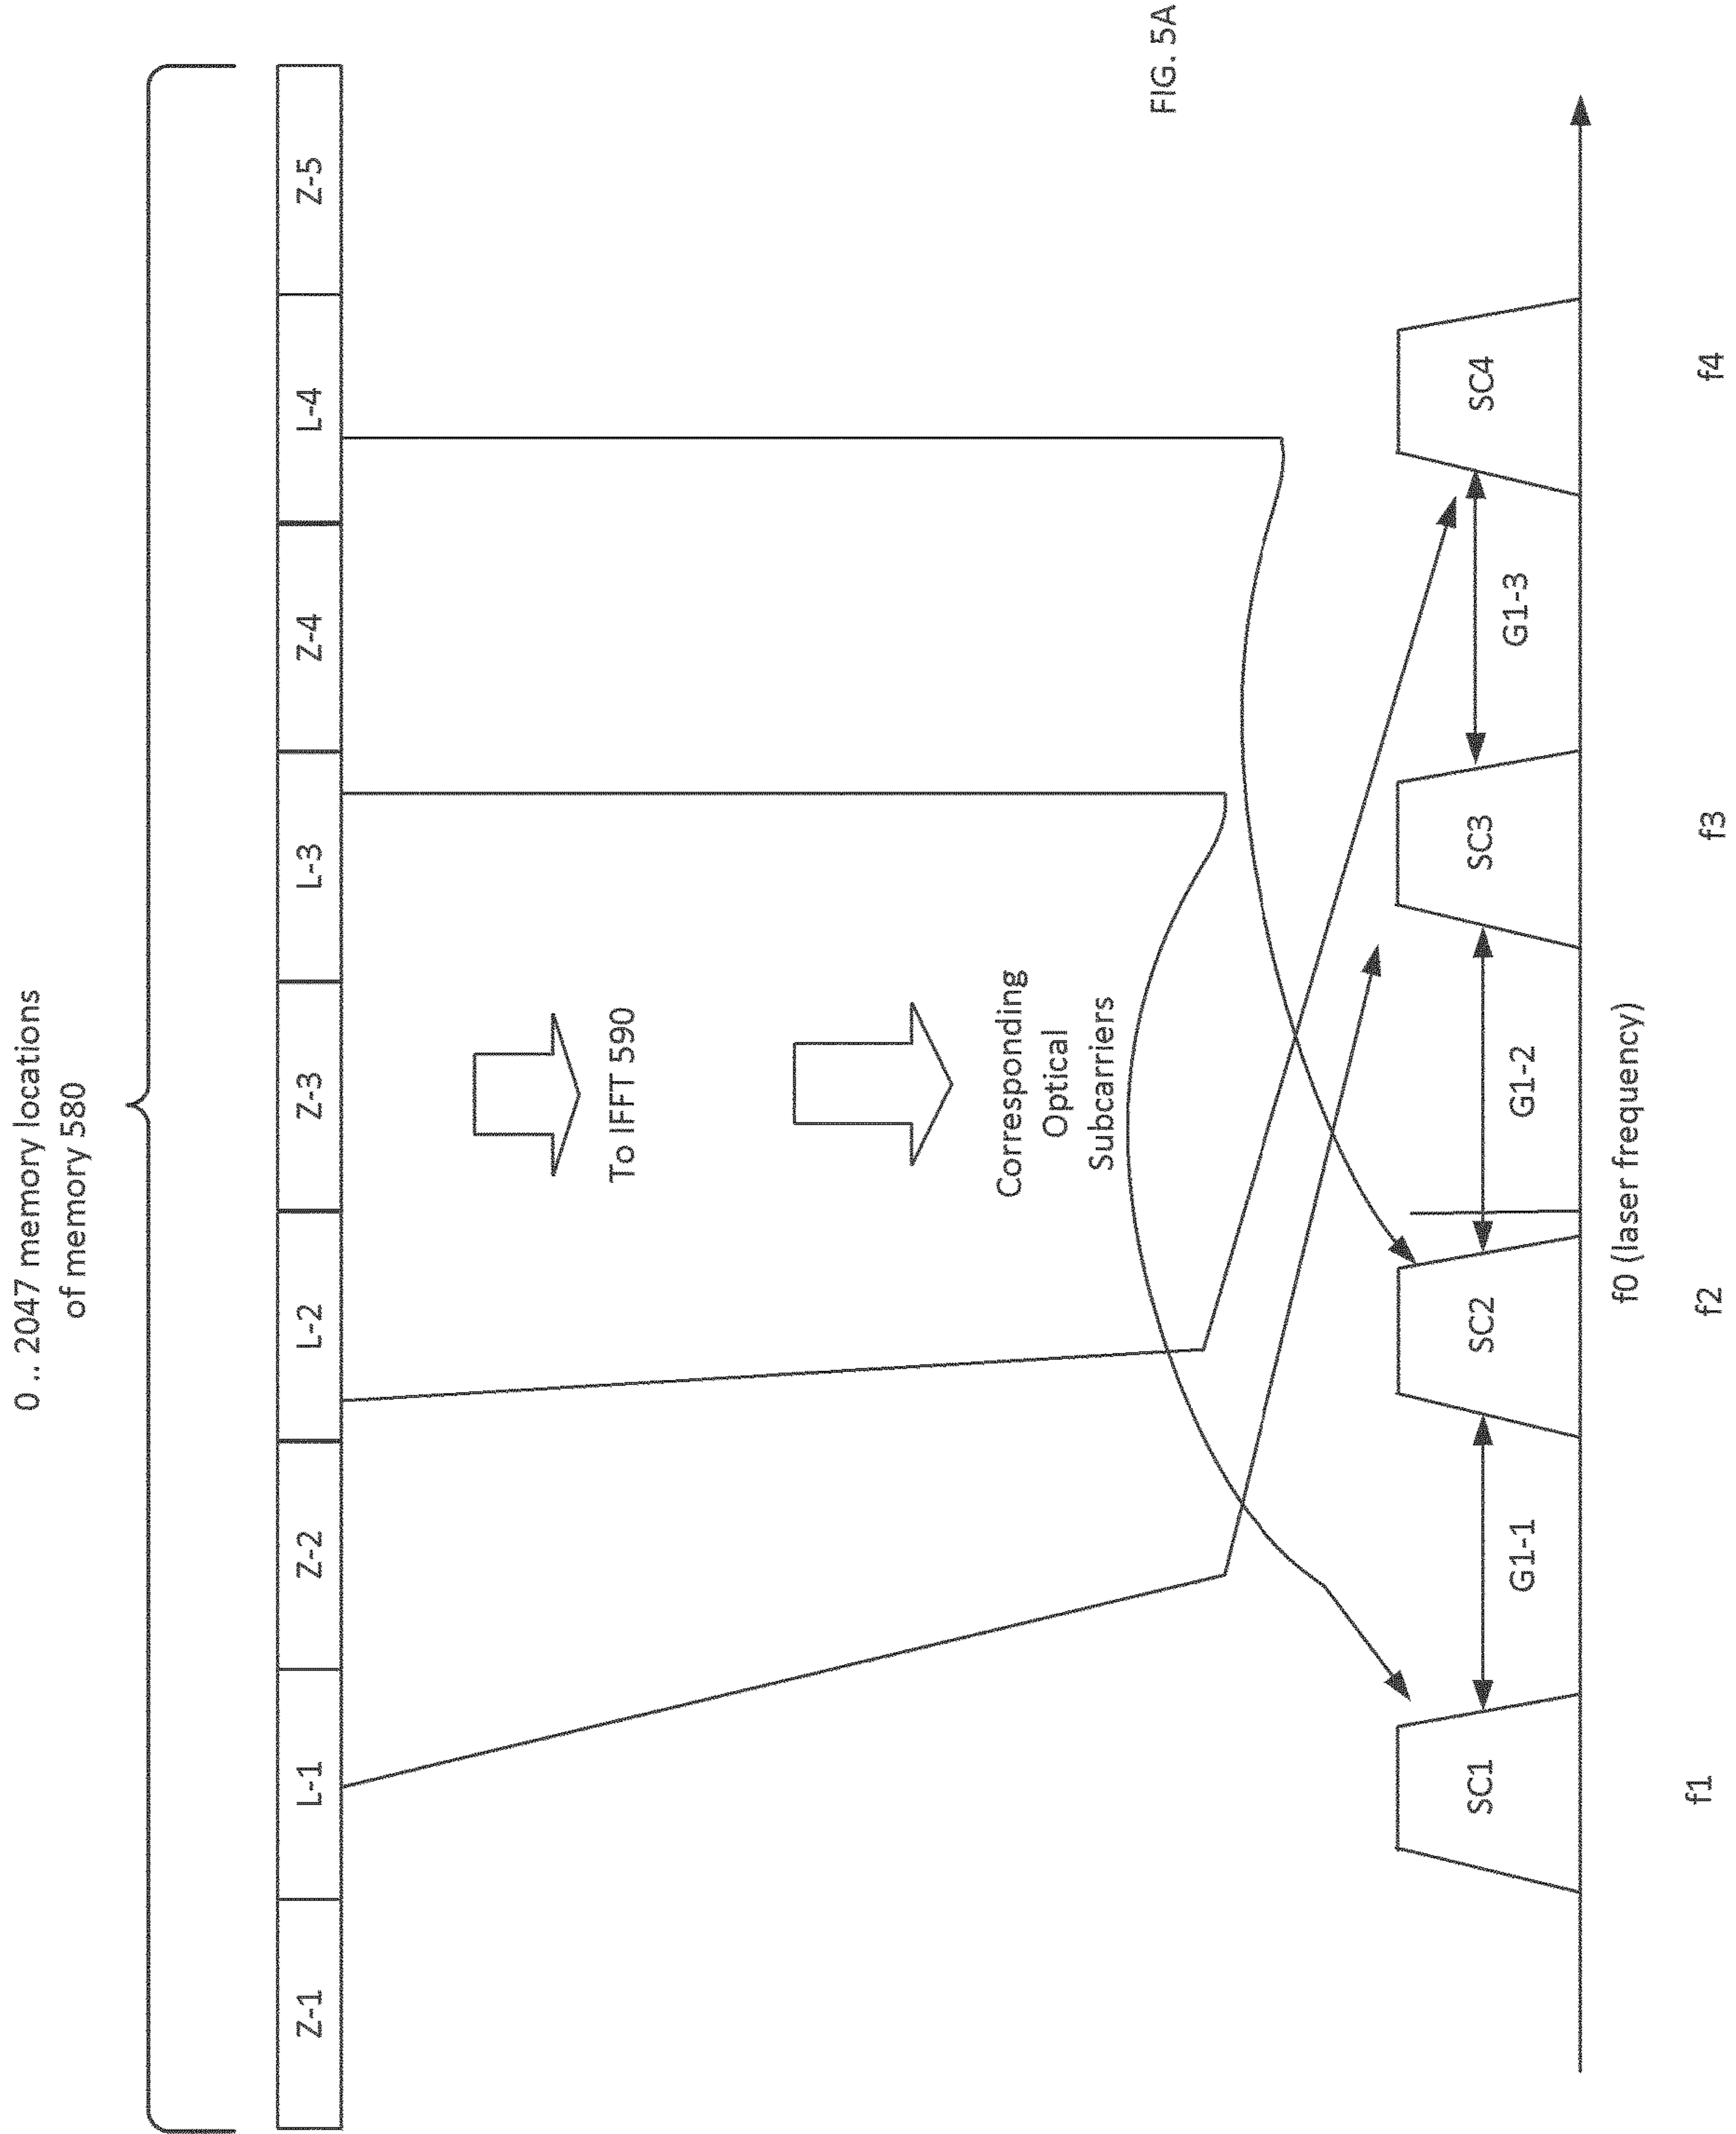 0 .. 2047 memory locations
of memory 580
Z-1
L-1
Z-2
L-2
Z-3
L-3
Z-4
L-4
Z-5
To IFFT 590
Corresponding
Optical
Subcarriers
FIG. 5A
SC1
SC2
SC3
SC4
G1-1
G1-2
G1-3
f0 (laser frequency)
f1
f2
f3
f4